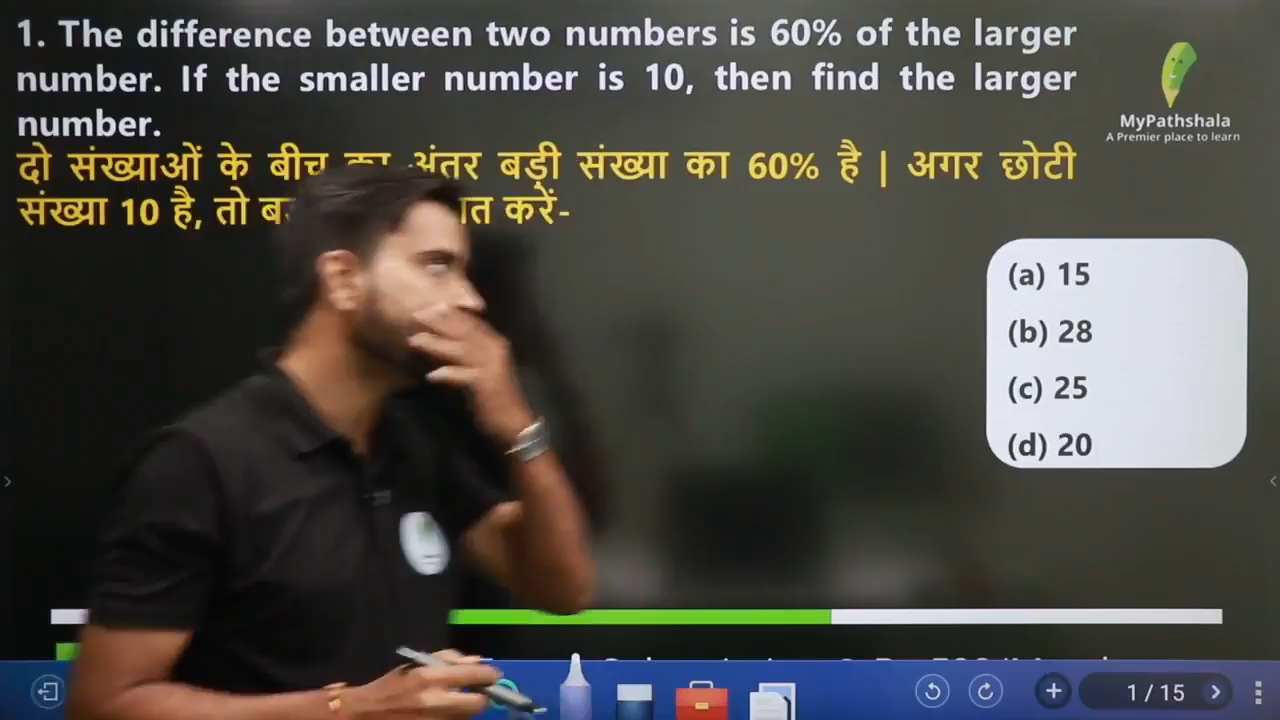 1. The difference between two numbers is 60% of the larger
number. If the smaller number is 10, then find the larger
number.
दो संख्याओं के बीच का अंतर बड़ी संख्या का 60% है | अगर छोटी
संख्या 10 है, तो करें-
MyPathshala
A Premier place to learn
(a) 15
(b) 28
(c) 25
(d) 20
1 / 15